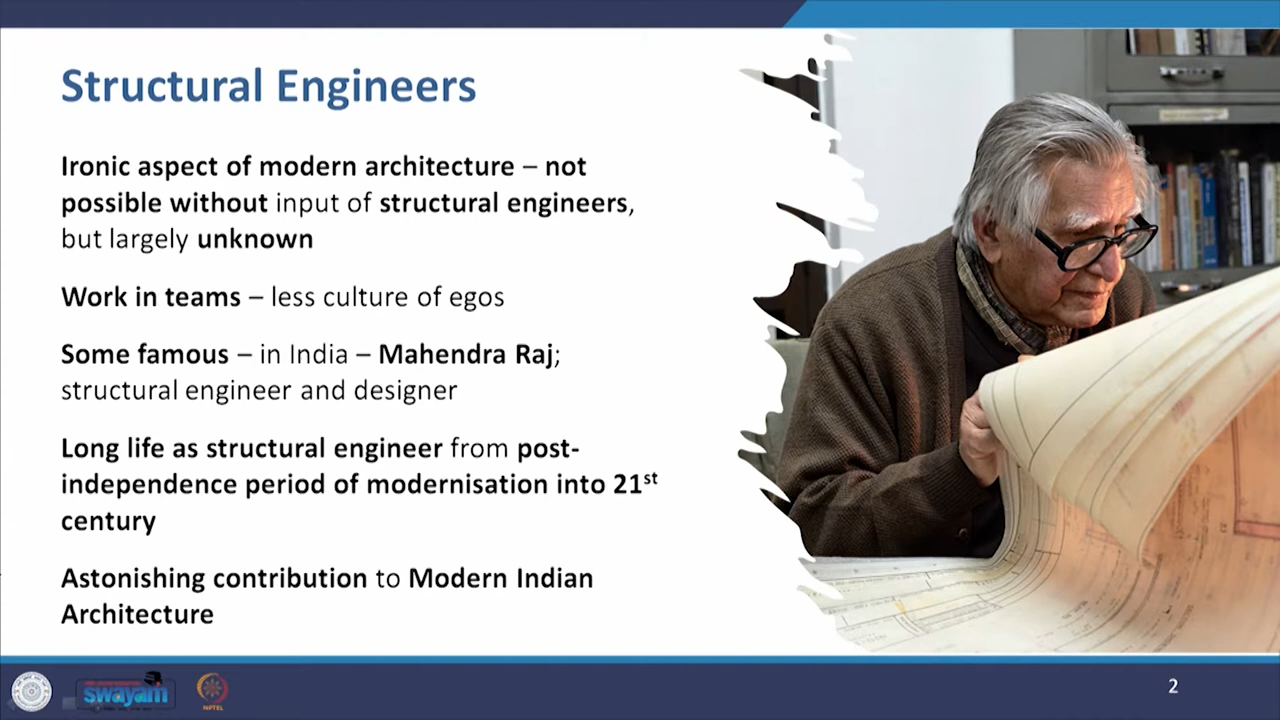 Structural Engineers
Ironic aspect of modern architecture – not
possible without input of structural engineers,
but largely unknown
Work in teams – less culture of egos
Some famous – in India – Mahendra Raj;
structural engineer and designer
Long life as structural engineer from post-
independence period of modernisation into 21st
century
Astonishing contribution to Modern Indian
Architecture
swayam
NPTEL
2